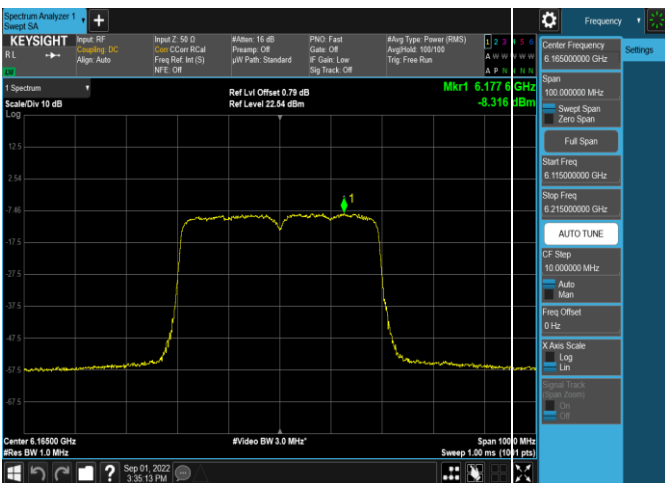 Spectrum Analyzer 1
Swept SA
+
Frequency
KEYSIGHT
R L
Input: RF
Coupling: DC
Align: Auto
Input Z: 50 Ω
Corr CCorr RCal
Freq Ref: Int (S)
NFE: Off
#Atten: 16 dB
Preamp: Off
µW Path: Standard
PNO: Fast
Gate: Off
IF Gain: Low
Sig Track: Off
#Avg Type: Power (RMS)
Avg|Hold: 100/100
Trig: Free Run
1 2 3 4 5 6
A W W W W W
A P N N N N
1 Spectrum
Scale/Div 10 dB
Log
Ref Lvl Offset 0.79 dB
Ref Level 22.54 dBm
Mkr1 6.177 6 GHz
-8.316 dBm
12.5
2.54
-7.46
-17.5
-27.5
-37.5
-47.5
-57.5
-67.5
1
Center 6.16500 GHz
#Res BW 1.0 MHz
#Video BW 3.0 MHz*
Span 100.0 MHz
Sweep 1.00 ms (1001 pts)
Sep 01, 2022
3:35:13 PM
Center Frequency
6.165000000 GHz
Settings
Span
100.000000 MHz
Swept Span
Zero Span
Full Span
Start Freq
6.115000000 GHz
Stop Freq
6.215000000 GHz
AUTO TUNE
CF Step
10.000000 MHz
Auto
Man
Freq Offset
0 Hz
X Axis Scale
Log
Lin
Signal Track
(Span Zoom)
On
Off